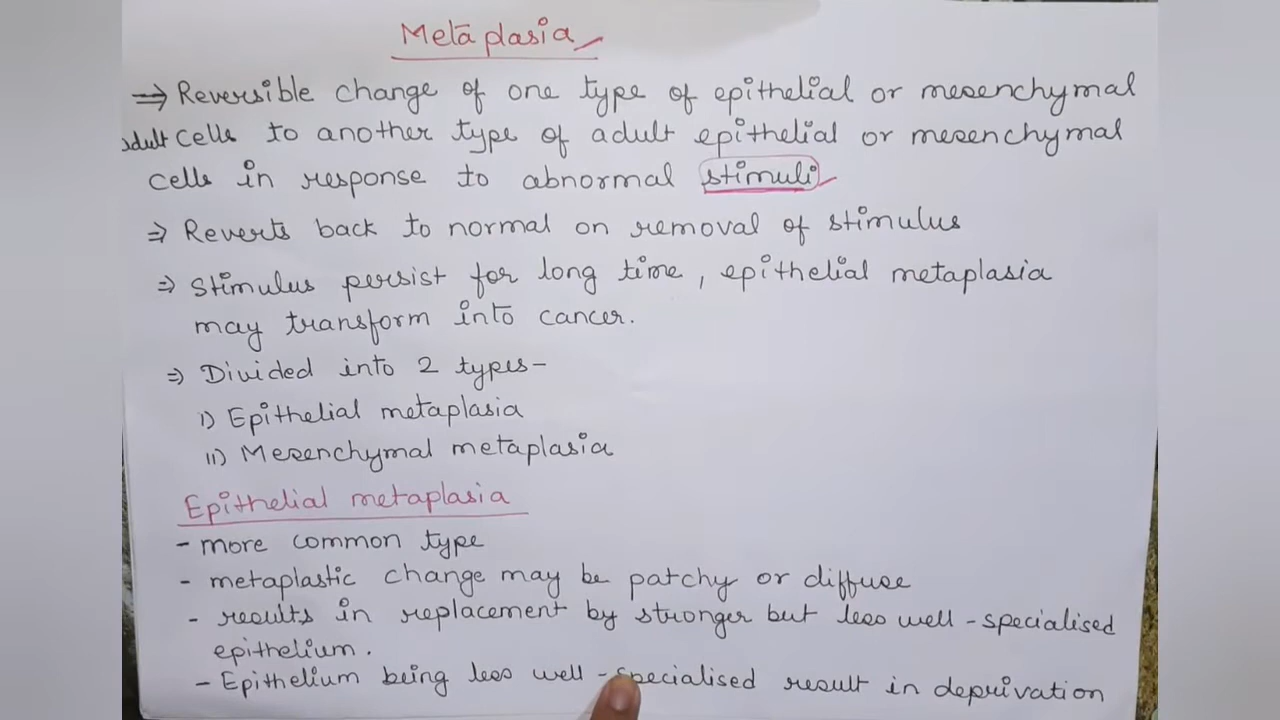 Metaplasia
⇒ Reversible change of one type of epithelial or mesenchymal
adult cells to another type of adult epithelial or mesenchymal
cells in response to abnormal stimuli
⇒ Reverts back to normal on removal of stimulus
⇒ Stimulus persist for long time, epithelial metaplasia
may transform into cancer.
⇒ Divided into 2 types-
i) Epithelial metaplasia
ii) Mesenchymal metaplasia
Epithelial metaplasia
- more common type
- metaplastic change may be patchy or diffuse
- results in replacement by stronger but less well-specialised
epithelium.
- Epithelium being less well-specialised result in deprivation